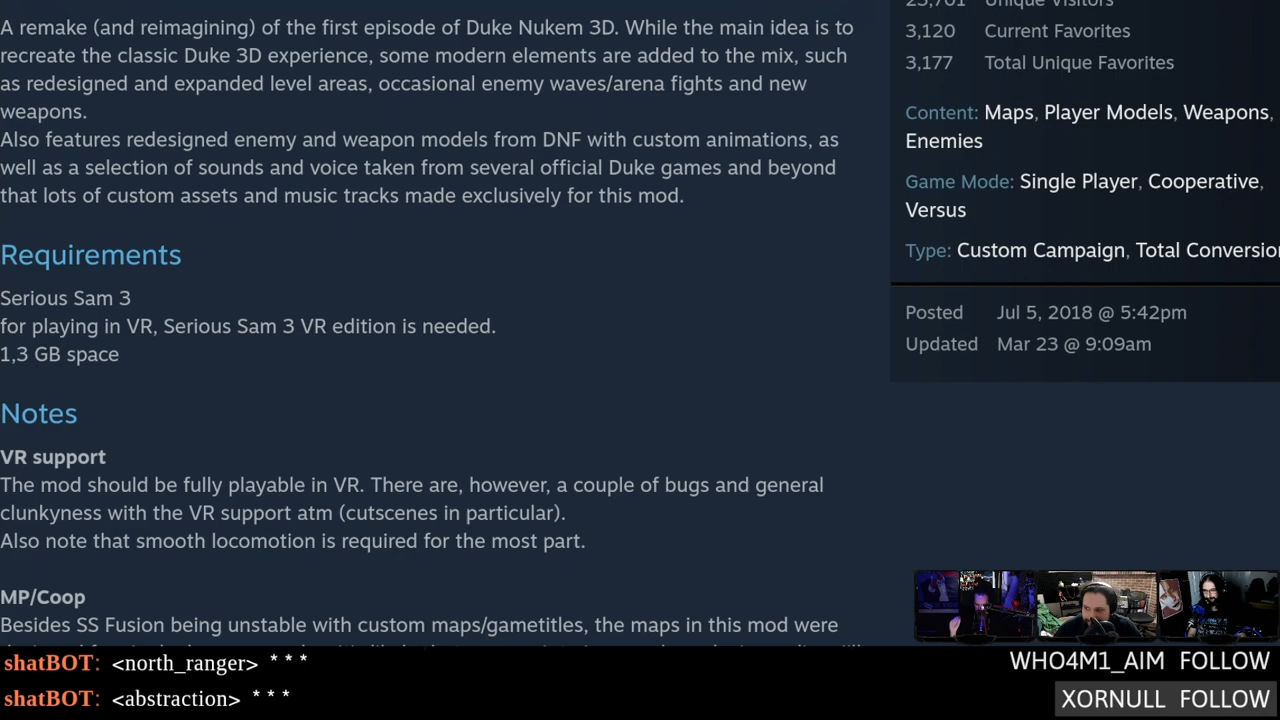 A remake (and reimagining) of the first episode of Duke Nukem 3D. While the main idea is to
recreate the classic Duke 3D experience, some modern elements are added to the mix, such
as redesigned and expanded level areas, occasional enemy waves/arena fights and new
weapons.
Also features redesigned enemy and weapon models from DNF with custom animations, as
well as a selection of sounds and voice taken from several official Duke games and beyond
that lots of custom assets and music tracks made exclusively for this mod.
Requirements
Serious Sam 3
for playing in VR, Serious Sam 3 VR edition is needed.
1,3 GB space
Notes
VR support
The mod should be fully playable in VR. There are, however, a couple of bugs and general
clunkyness with the VR support atm (cutscenes in particular).
Also note that smooth locomotion is required for the most part.
MP/Coop
Besides SS Fusion being unstable with custom maps/gametitles, the maps in this mod were
Unique Visitors
3,120 Current Favorites
3,177 Total Unique Favorites
Content: Maps, Player Models, Weapons,
Enemies
Game Mode: Single Player, Cooperative,
Versus
Type: Custom Campaign, Total Conversio
Posted Jul 5, 2018 @ 5:42pm
Updated Mar 23 @ 9:09am
shatBOT: <north_ranger> * * *
shatBOT: <abstraction> * * *
WHO4M1_AIM FOLLOW
XORNULL FOLLOW